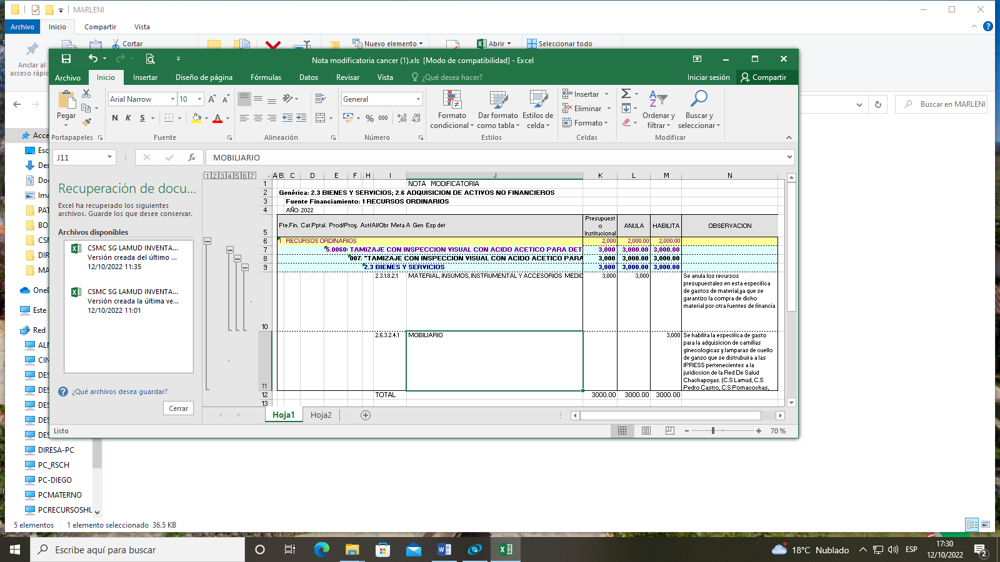 MARLENI
Archivo Inicio Compartir Vista
Cortar Nuevo elemento Abrir Seleccionar todo
Anclar al
acceso rápi
Nota modificatoria cancer (1).xls [Modo de compatibilidad] - Excel
Archivo Inicio Insertar Diseño de página Fórmulas Datos Revisar Vista ¿Qué desea hacer? Iniciar sesión Compartir
Pegar
Portapapeles
Arial Narrow 10
N K S
Fuente
Alineación
General
% 000
Número
Formato condicional
Dar formato como tabla
Estilos de celda
Estilos
Insertar
Eliminar
Formato
Celdas
Ordenar y filtrar
Buscar y seleccionar
Modificar
Buscar en MARLENI
J11 fx MOBILIARIO
Acce
Esc
Des
Doc
Imá
PAT
BO
CSM
DIR
MA
OneD
Este
Red
ALM
CIN
DES
DES
DES
DES
DES
DIRESA-PC
PC_RSCH
PC-DIEGO
PCMATERNO
PCRECURSOSHU
Recuperación de docu...
Excel ha recuperado los siguientes
archivos. Guarde los que desee conservar.
Archivos disponibles
CSMC SG LAMUD INVENTA...
Versión creada del último ...
12/10/2022 11:35
CSMC SG LAMUD INVENTA...
Versión creada la última ve...
12/10/2022 11:01
¿Qué archivos desea guardar?
Cerrar
1 2 3 4 5 6 7
A B C D E F G H I J K L M N
1 NOTA MODIFICATORIA
2 Genérica: 2.3 BIENES Y SERVICIOS; 2.6 ADQUISICION DE ACTIVOS NO FINANCIEROS
3 Fuente Financiamiento: 1 RECURSOS ORDINARIOS
4 AÑO: 2022
5 Fte.Fin. Cat.Pptal. Prod/Proy. Act/AI/Obr Meta A Gen Esp det Presupuesto Institucional ANULA HABILITA OBSERVACION
6 1 RECURSOS ORDINARIOS 2,000 2,000.00 2,000.00
7 5.0060 TAMIZAJE CON INSPECCION VISUAL CON ACIDO ACETICO PARA DET 3,000 3,000.00 3,000.00
8 007. "TAMIZAJE CON INSPECCION VISUAL CON ACIDO ACETICO PARA 3,000 3,000.00 3,000.00
9 2.3 BIENES Y SERVICIOS 3,000 3,000.00 3,000.00
10 2.3.1.8.2.1 MATERIAL, INSUMOS, INSTRUMENTAL Y ACCESORIOS MEDIC 3,000 3,000
Se anula los recursos
presupuestales en esta especifica
de gastos de material,ya que se
garantizo la compra de dicho
material por otra fuentes de financia
11 2.6.3.2.4.1 MOBILIARIO 3,000
Se habilita la especifica de gasto
para la adquisicion de camillas
ginecologicas y lamparas de cuello
de ganzo que se distrubuira a las
IPRESS pertenecientes a la
juridiccion de la Red De Salud
Chachapoyas. (C.S Lamud, C.S
Pedro Castro, C.S Pomacochas,
12 TOTAL 3000.00 3000.00 3000.00
13
Hoja1 Hoja2
Listo 70 %
5 elementos 1 elemento seleccionado 36.5 KB
Escribe aquí para buscar
18°C Nublado ESP 17:30
12/10/2022
2